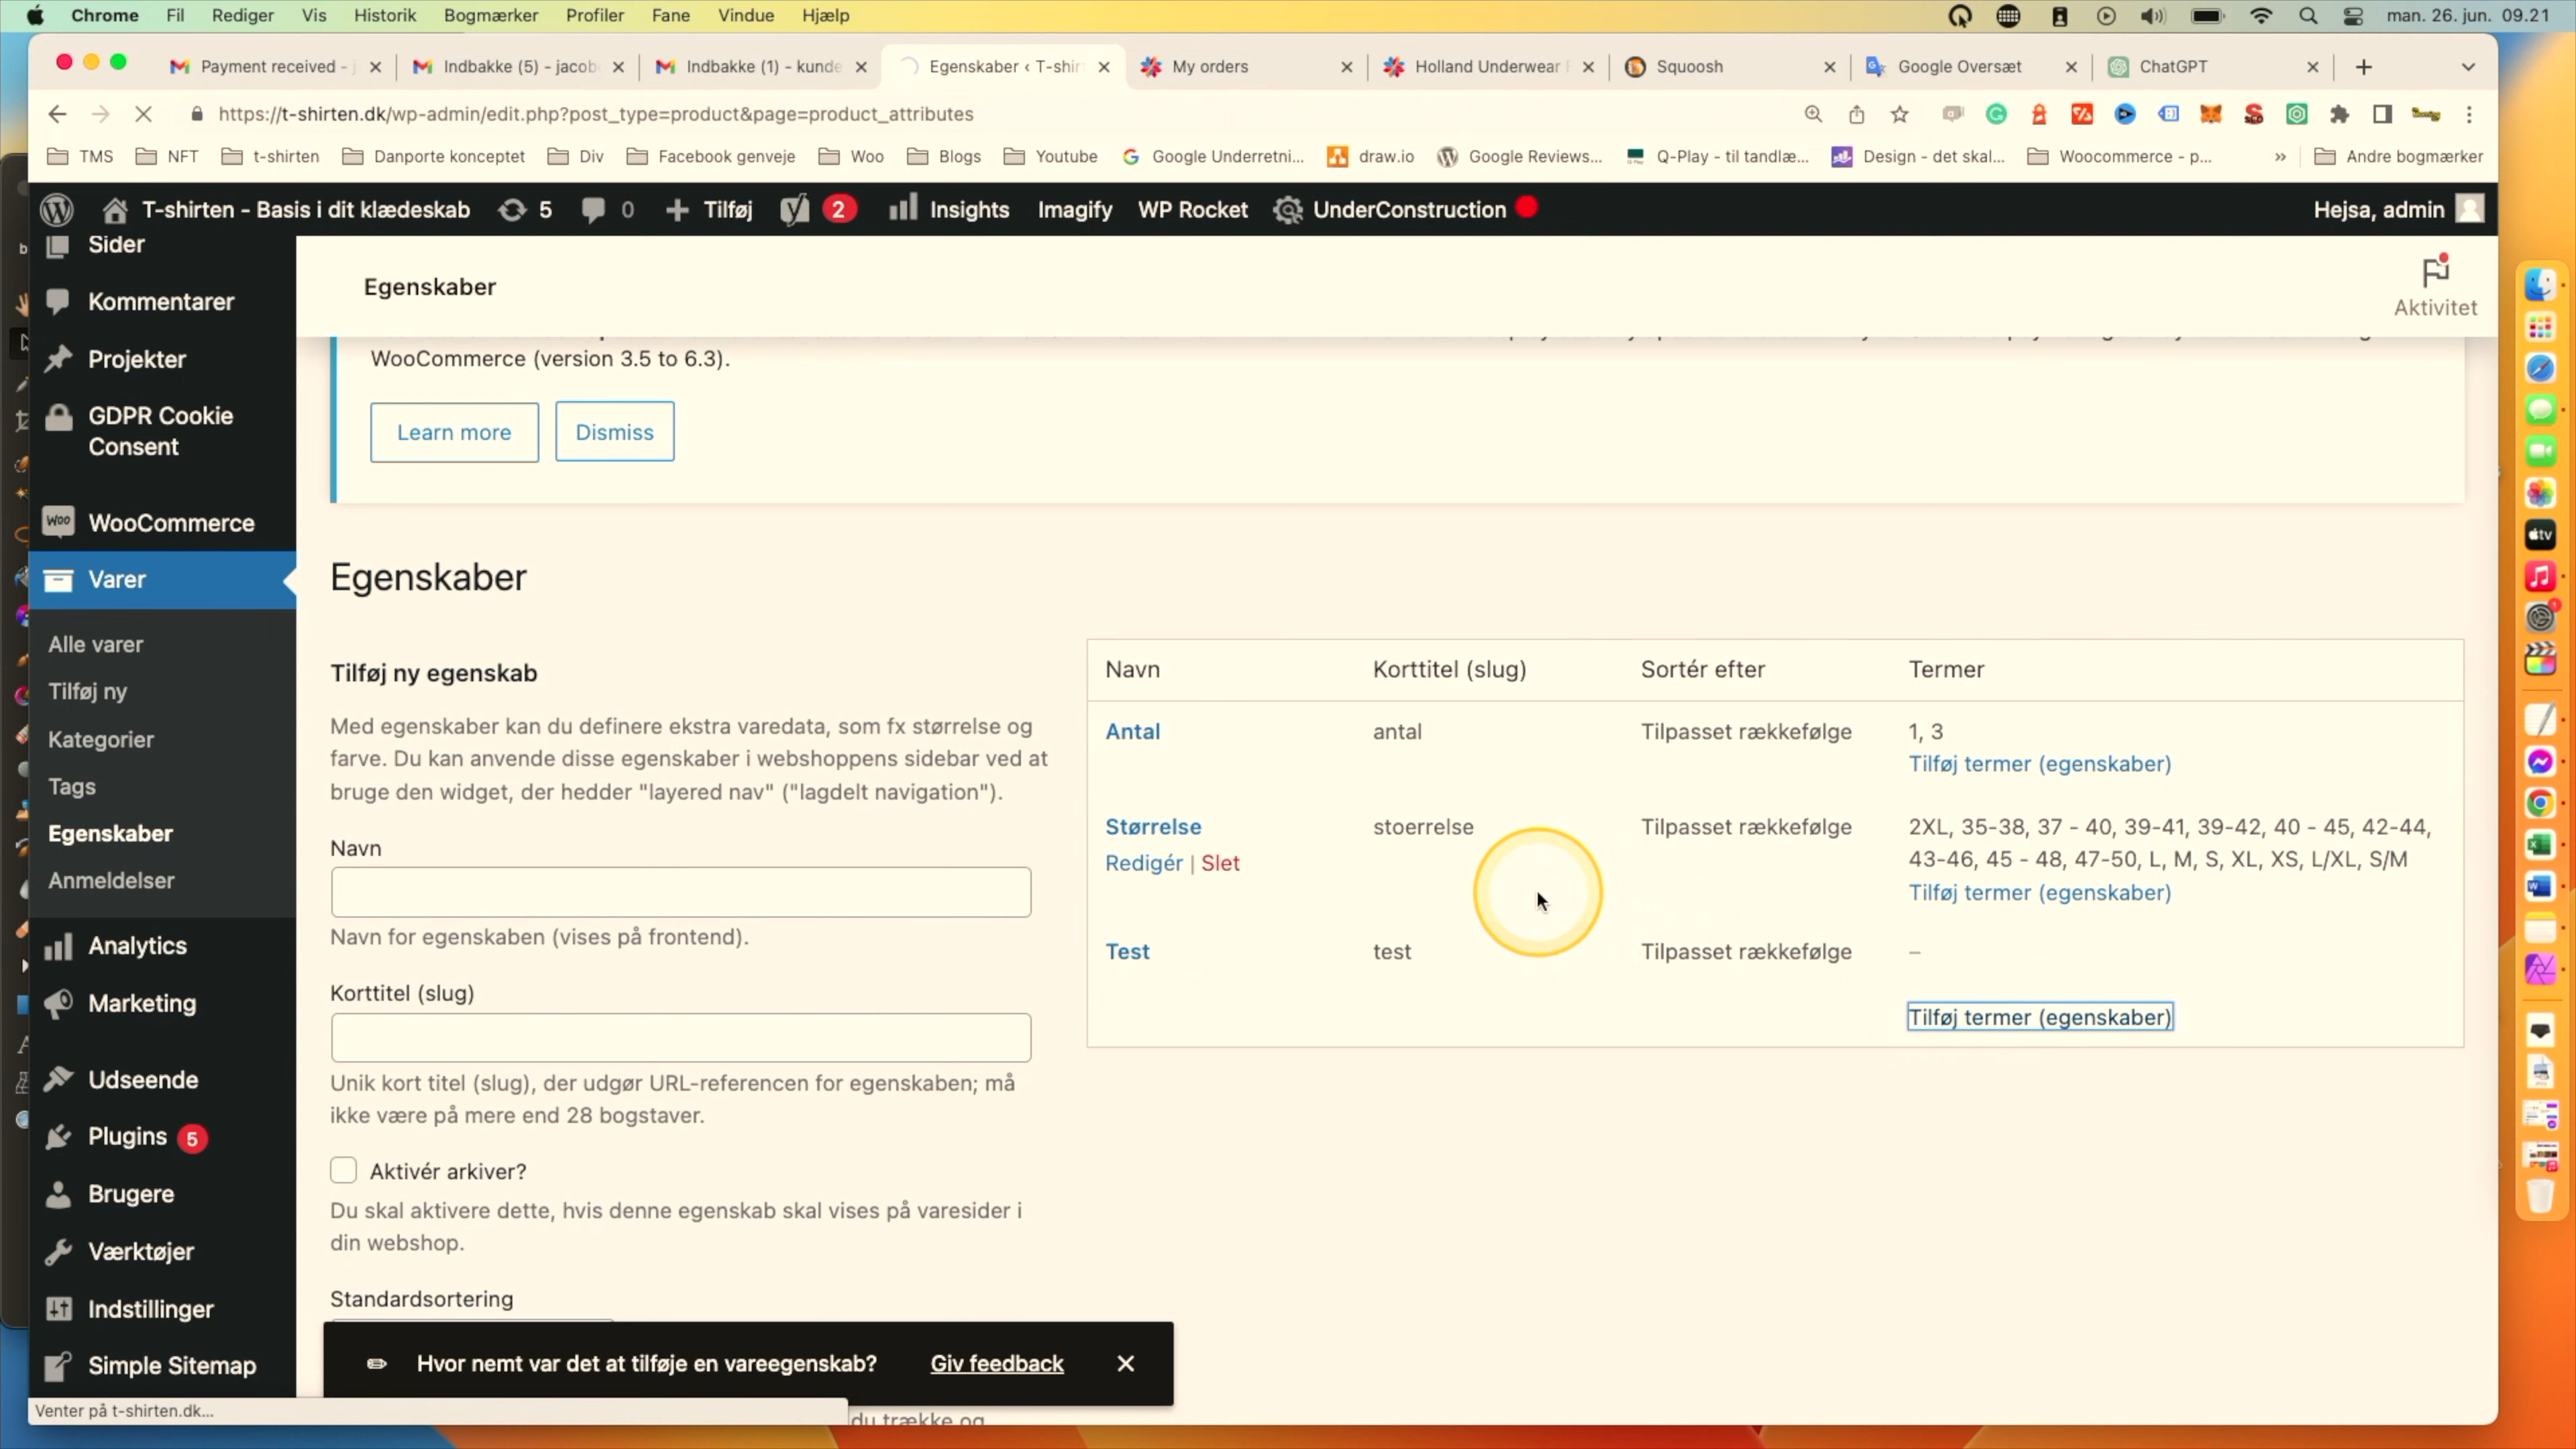 Chrome Fil Rediger Vis Historik Bogmærker Profiler Fane Vindue Hjælp
man. 26. jun. 09.21
Payment received -
Indbakke (5) - jacob
Indbakke (1) - kunde
Egenskaber ‹ T-shir
My orders
Holland Underwear
Squoosh
Google Oversæt
ChatGPT
https://t-shirten.dk/wp-admin/edit.php?post_type=product&page=product_attributes
TMS NFT t-shirten Danporte konceptet Div Facebook genveje Woo Blogs Youtube Google Underretni... draw.io Google Reviews... Q-Play - til tandlæ... Design - det skal... Woocommerce - p... » Andre bogmærker
T-shirten - Basis i dit klædeskab 5 0 Tilføj 2 Insights Imagify WP Rocket UnderConstruction Hejsa, admin
Sider
Kommentarer
Projekter
GDPR Cookie
Consent
WooCommerce
Varer
Alle varer
Tilføj ny
Kategorier
Tags
Egenskaber
Anmeldelser
Analytics
Marketing
Udseende
Plugins 5
Brugere
Værktøjer
Indstillinger
Simple Sitemap
Egenskaber
Aktivitet
WooCommerce (version 3.5 to 6.3).
Learn more
Dismiss
Egenskaber
Tilføj ny egenskab
Med egenskaber kan du definere ekstra varedata, som fx størrelse og
farve. Du kan anvende disse egenskaber i webshoppens sidebar ved at
bruge den widget, der hedder "layered nav" ("lagdelt navigation").
Navn
Navn for egenskaben (vises på frontend).
Korttitel (slug)
Unik kort titel (slug), der udgør URL-referencen for egenskaben; må
ikke være på mere end 28 bogstaver.
Aktivér arkiver?
Du skal aktivere dette, hvis denne egenskab skal vises på varesider i
din webshop.
Standardsortering
Navn Korttitel (slug) Sortér efter Termer
Antal antal Tilpasset rækkefølge 1, 3
Tilføj termer (egenskaber)
Størrelse stoerrelse Tilpasset rækkefølge 2XL, 35-38, 37 - 40, 39-41, 39-42, 40 - 45, 42-44,
Redigér | Slet 43-46, 45 - 48, 47-50, L, M, S, XL, XS, L/XL, S/M
Tilføj termer (egenskaber)
Test test Tilpasset rækkefølge –
Tilføj termer (egenskaber)
Hvor nemt var det at tilføje en vareegenskab? Giv feedback
Venter på t-shirten.dk...
du trække og